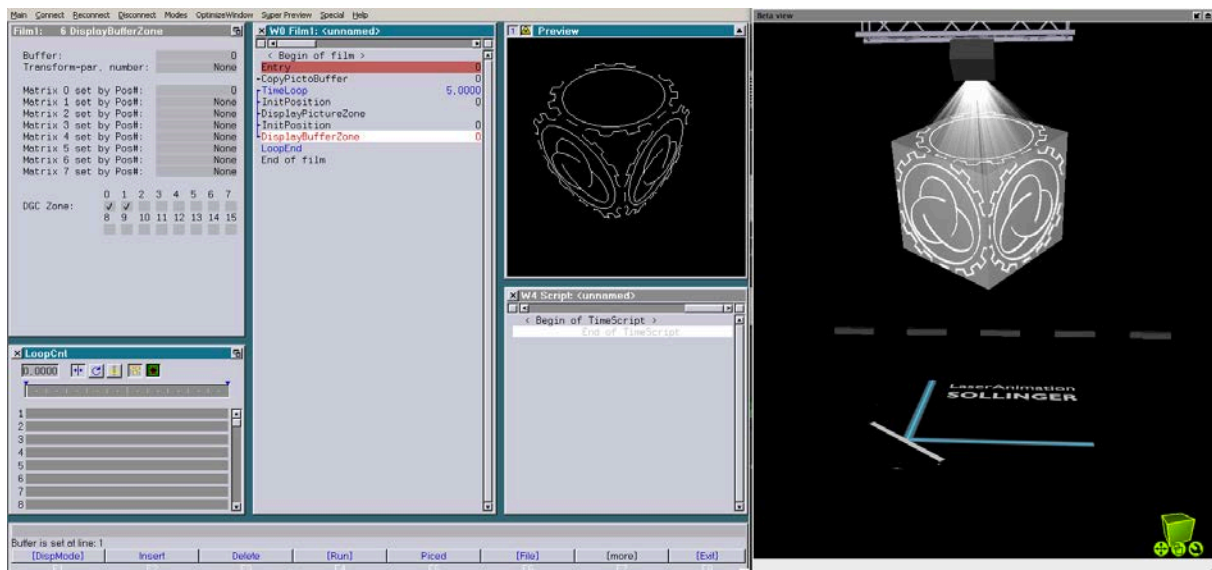 Main Connect Reconnect Disconnect Modes OptimizeWindow Super Preview Special Help
Film1: 6 DisplayBufferZone
Buffer: 0
Transform-par. number: None
Matrix 0 set by Pos#: 0
Matrix 1 set by Pos#: None
Matrix 2 set by Pos#: None
Matrix 3 set by Pos#: None
Matrix 4 set by Pos#: None
Matrix 5 set by Pos#: None
Matrix 6 set by Pos#: None
Matrix 7 set by Pos#: None
0 1 2 3 4 5 6 7
DGC Zone:
8 9 10 11 12 13 14 15
LoopCnt
0.0000
1
2
3
4
5
6
7
8
W0 Film1: <unnamed>
< Begin of film >
Entry 0
CopyPictoBuffer 0
TimeLoop 5.0000
InitPosition 0
DisplayPictureZone
InitPosition 0
DisplayBufferZone 0
LoopEnd
End of film
1 Preview
W4 Script: <unnamed>
< Begin of TimeScript >
End of TimeScript
Buffer is set at line: 1
[DispMode] Insert Delete [Run] Piced [File] [more] [Exit]
Beta view
LaserAnimation
SOLLINGER